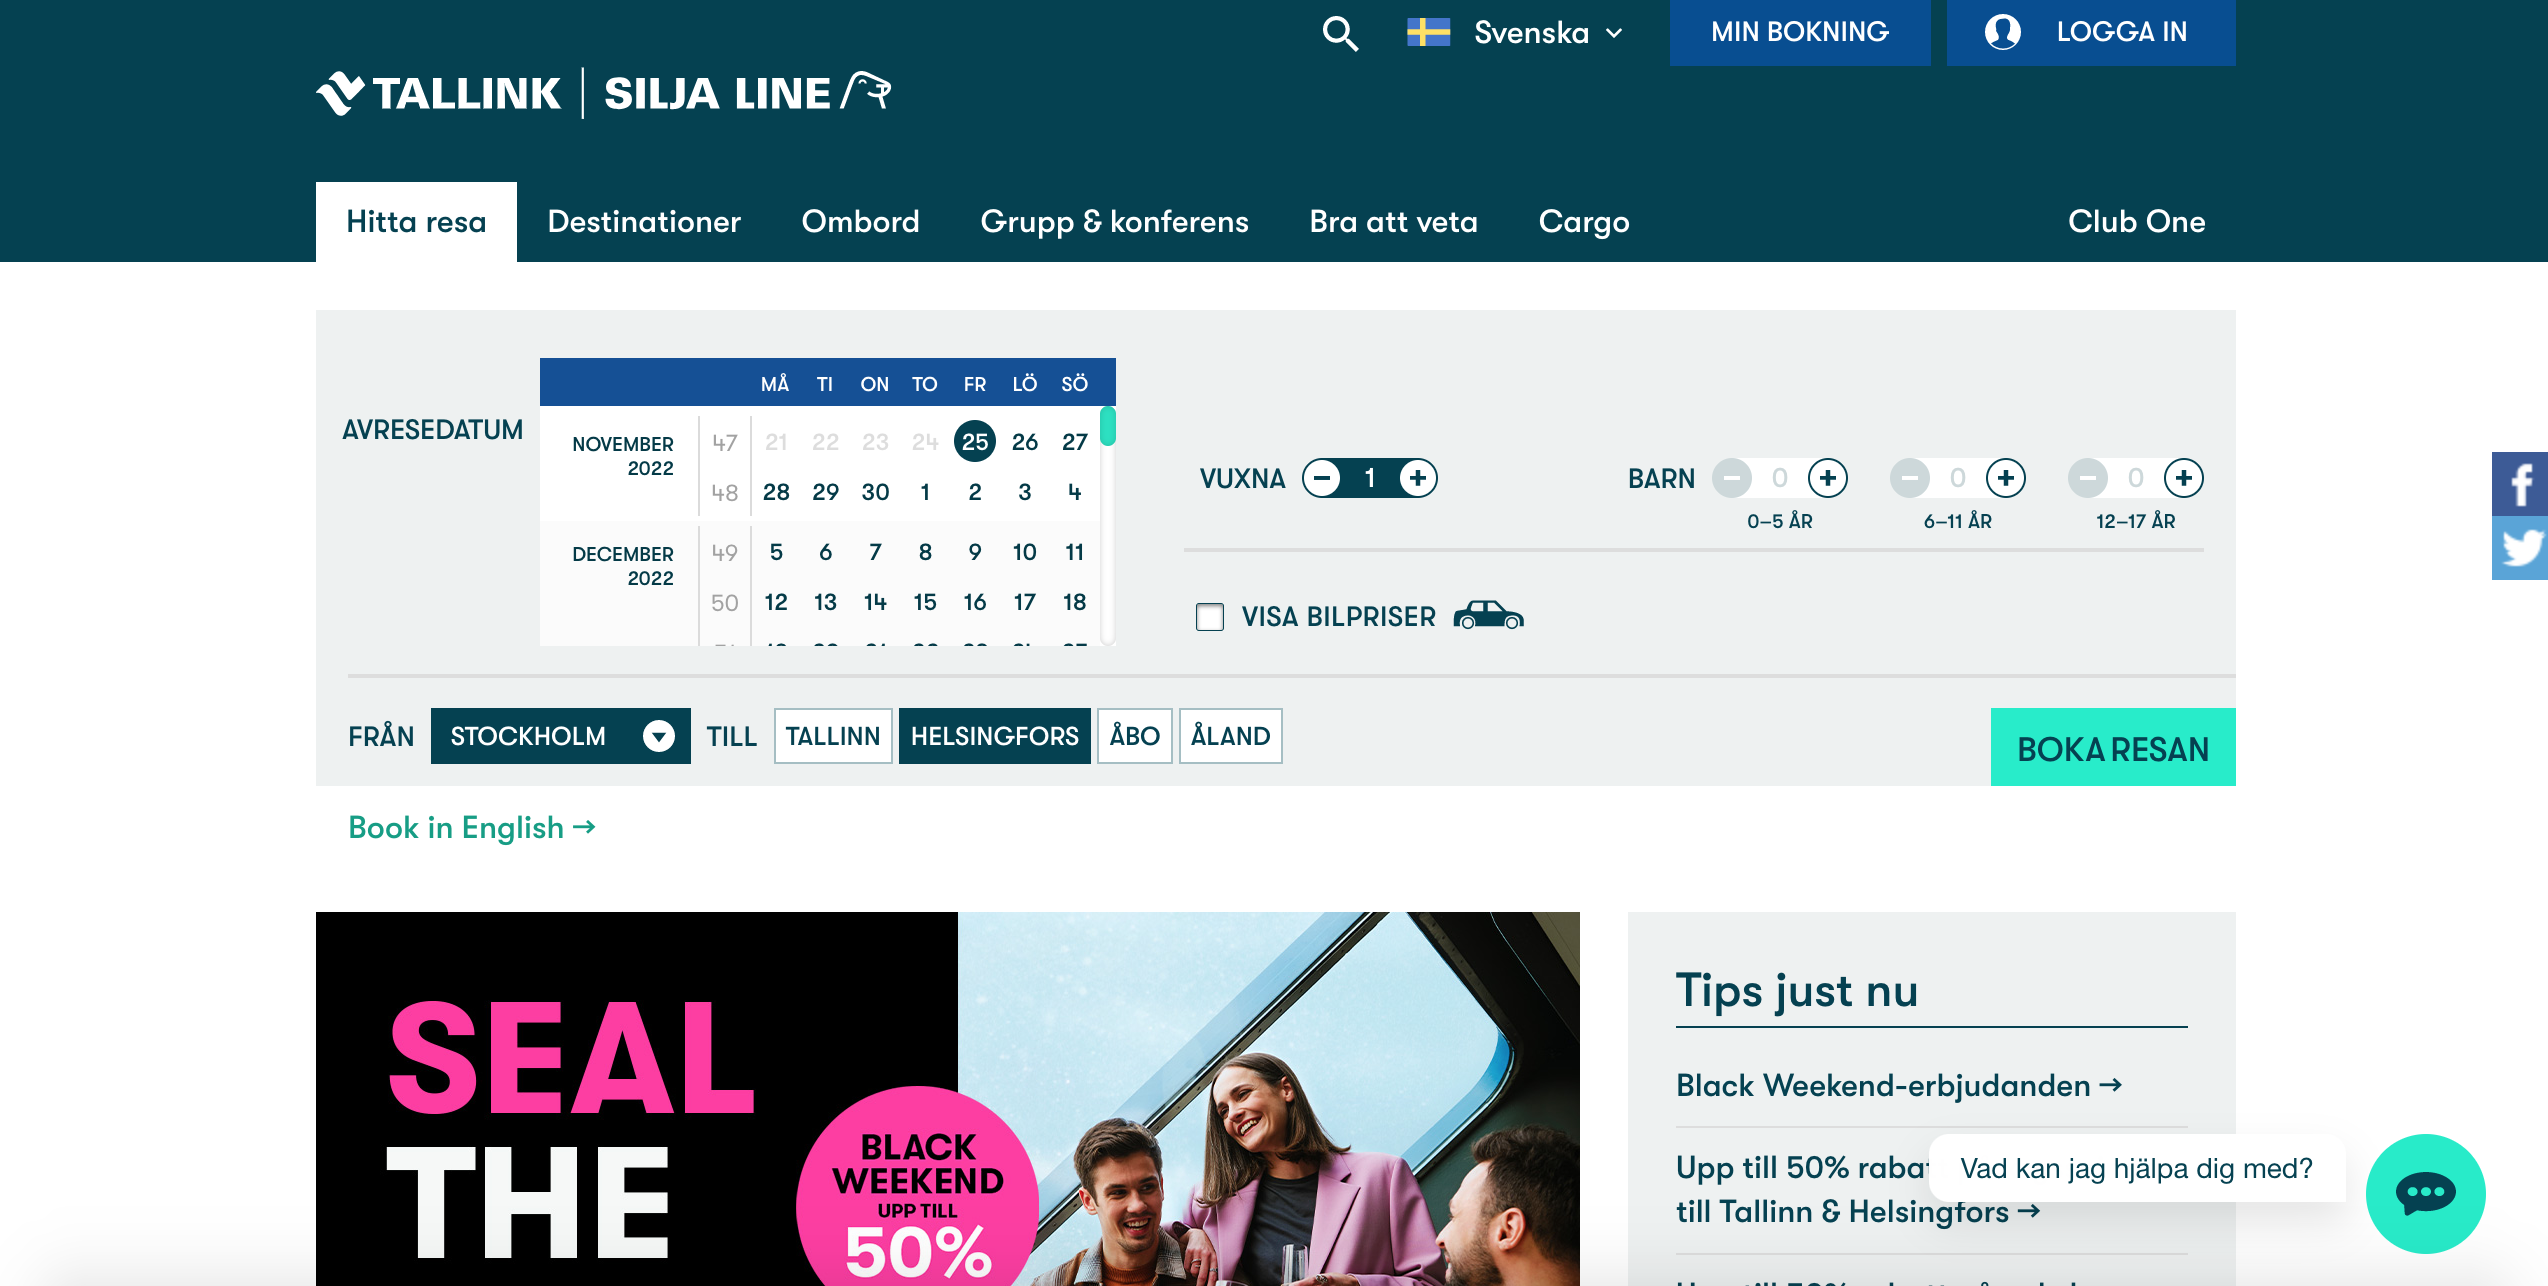 Svenska
MIN BOKNING
LOGGA IN
TALLINK | SILJA LINE
Hitta resa
Destinationer
Ombord
Grupp & konferens
Bra att veta
Cargo
Club One
AVRESEDATUM
MÅ TI ON TO FR LÖ SÖ
NOVEMBER
2022
47 21 22 23 24 25 26 27
48 28 29 30 1 2 3 4
DECEMBER
2022
49 5 6 7 8 9 10 11
50 12 13 14 15 16 17 18
VUXNA 1
BARN 0 0 0
0–5 ÅR 6–11 ÅR 12–17 ÅR
VISA BILPRISER
FRÅN STOCKHOLM TILL TALLINN HELSINGFORS ÅBO ÅLAND
BOKA RESAN
Book in English →
SEAL
THE
BLACK
WEEKEND
UPP TILL
50%
Tips just nu
Black Weekend-erbjudanden →
Upp till 50%
till Tallinn & Helsingfors →
Vad kan jag hjälpa dig med?